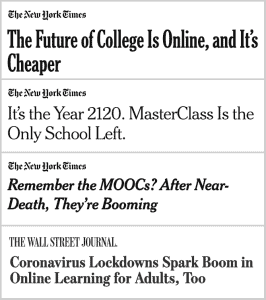 The New York Times
The Future of College Is Online, and It's
Cheaper
The New York Times
It's the Year 2120. MasterClass Is the
Only School Left.
The New York Times
Remember the MOOCs? After Near-
Death, They're Booming
THE WALL STREET JOURNAL.
Coronavirus Lockdowns Spark Boom in
Online Learning for Adults, Too